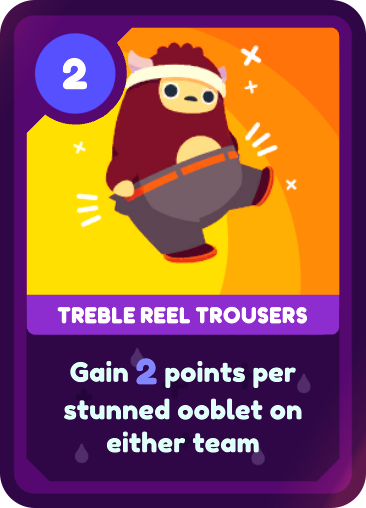 2
TREBLE REEL TROUSERS
Gain 2 points per
stunned ooblet on
either team